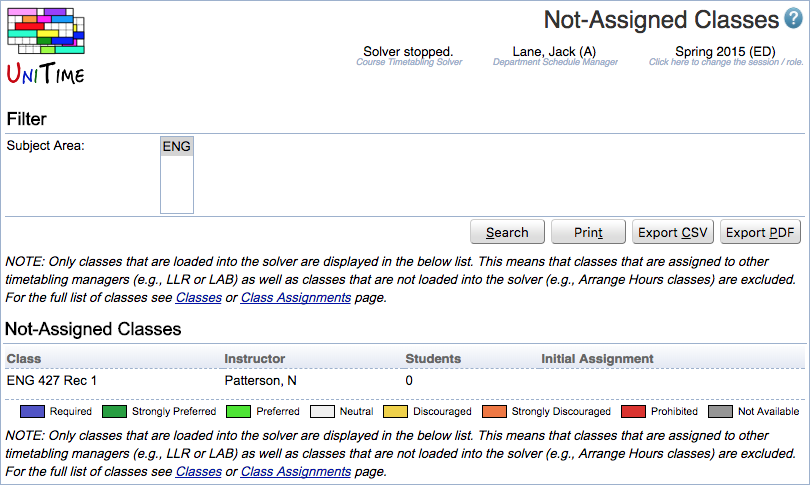 Not-Assigned Classes ?
UNITIME
Solver stopped. Lane, Jack (A) Spring 2015 (ED)
Course Timetabling Solver Department Schedule Manager Click here to change the session / role.
Filter
Subject Area: ENG
Search Print Export CSV Export PDF
NOTE: Only classes that are loaded into the solver are displayed in the below list. This means that classes that are assigned to other
timetabling managers (e.g., LLR or LAB) as well as classes that are not loaded into the solver (e.g., Arrange Hours classes) are excluded.
For the full list of classes see Classes or Class Assignments page.
Not-Assigned Classes
Class Instructor Students Initial Assignment
ENG 427 Rec 1 Patterson, N 0
Required Strongly Preferred Preferred Neutral Discouraged Strongly Discouraged Prohibited Not Available
NOTE: Only classes that are loaded into the solver are displayed in the below list. This means that classes that are assigned to other
timetabling managers (e.g., LLR or LAB) as well as classes that are not loaded into the solver (e.g., Arrange Hours classes) are excluded.
For the full list of classes see Classes or Class Assignments page.